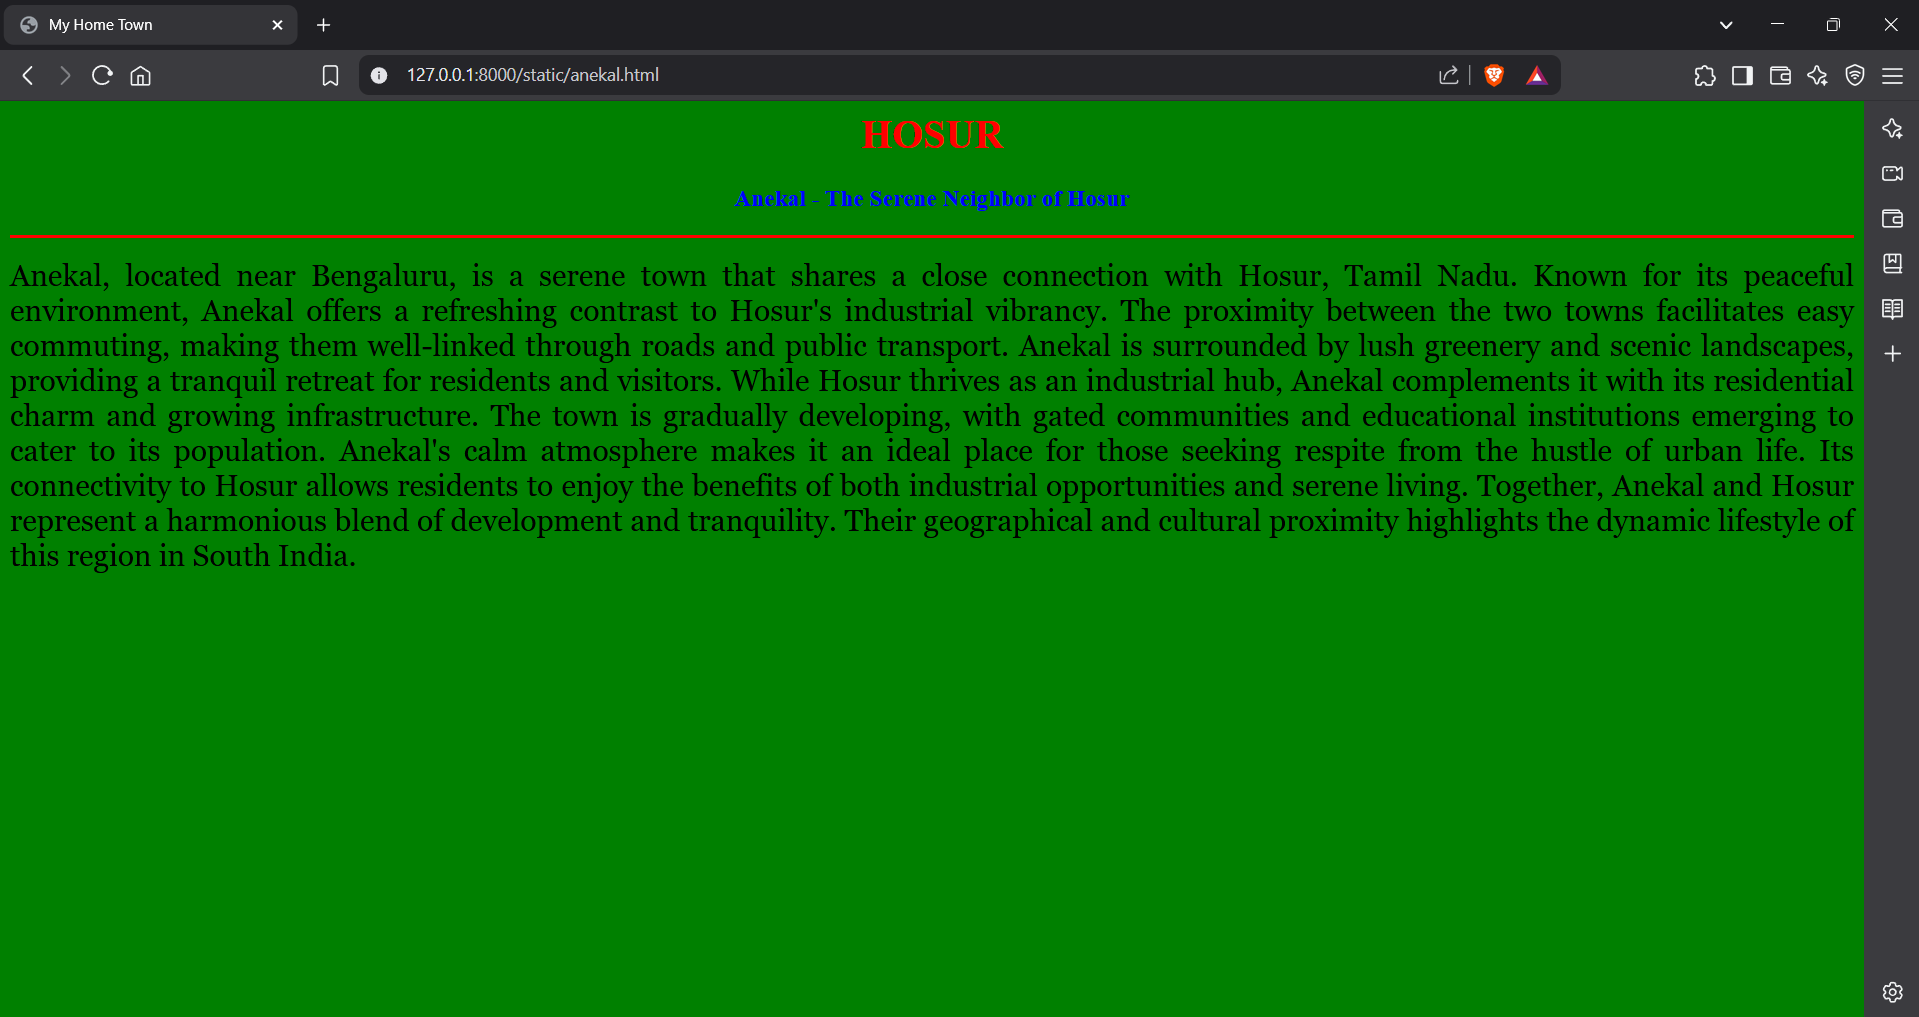 My Home Town
127.0.0.1:8000/static/anekal.html
HOSUR
Anekal - The Serene Neighbor of Hosur
Anekal, located near Bengaluru, is a serene town that shares a close connection with Hosur, Tamil Nadu. Known for its peaceful
environment, Anekal offers a refreshing contrast to Hosur's industrial vibrancy. The proximity between the two towns facilitates easy
commuting, making them well-linked through roads and public transport. Anekal is surrounded by lush greenery and scenic landscapes,
providing a tranquil retreat for residents and visitors. While Hosur thrives as an industrial hub, Anekal complements it with its residential
charm and growing infrastructure. The town is gradually developing, with gated communities and educational institutions emerging to
cater to its population. Anekal's calm atmosphere makes it an ideal place for those seeking respite from the hustle of urban life. Its
connectivity to Hosur allows residents to enjoy the benefits of both industrial opportunities and serene living. Together, Anekal and Hosur
represent a harmonious blend of development and tranquility. Their geographical and cultural proximity highlights the dynamic lifestyle of
this region in South India.